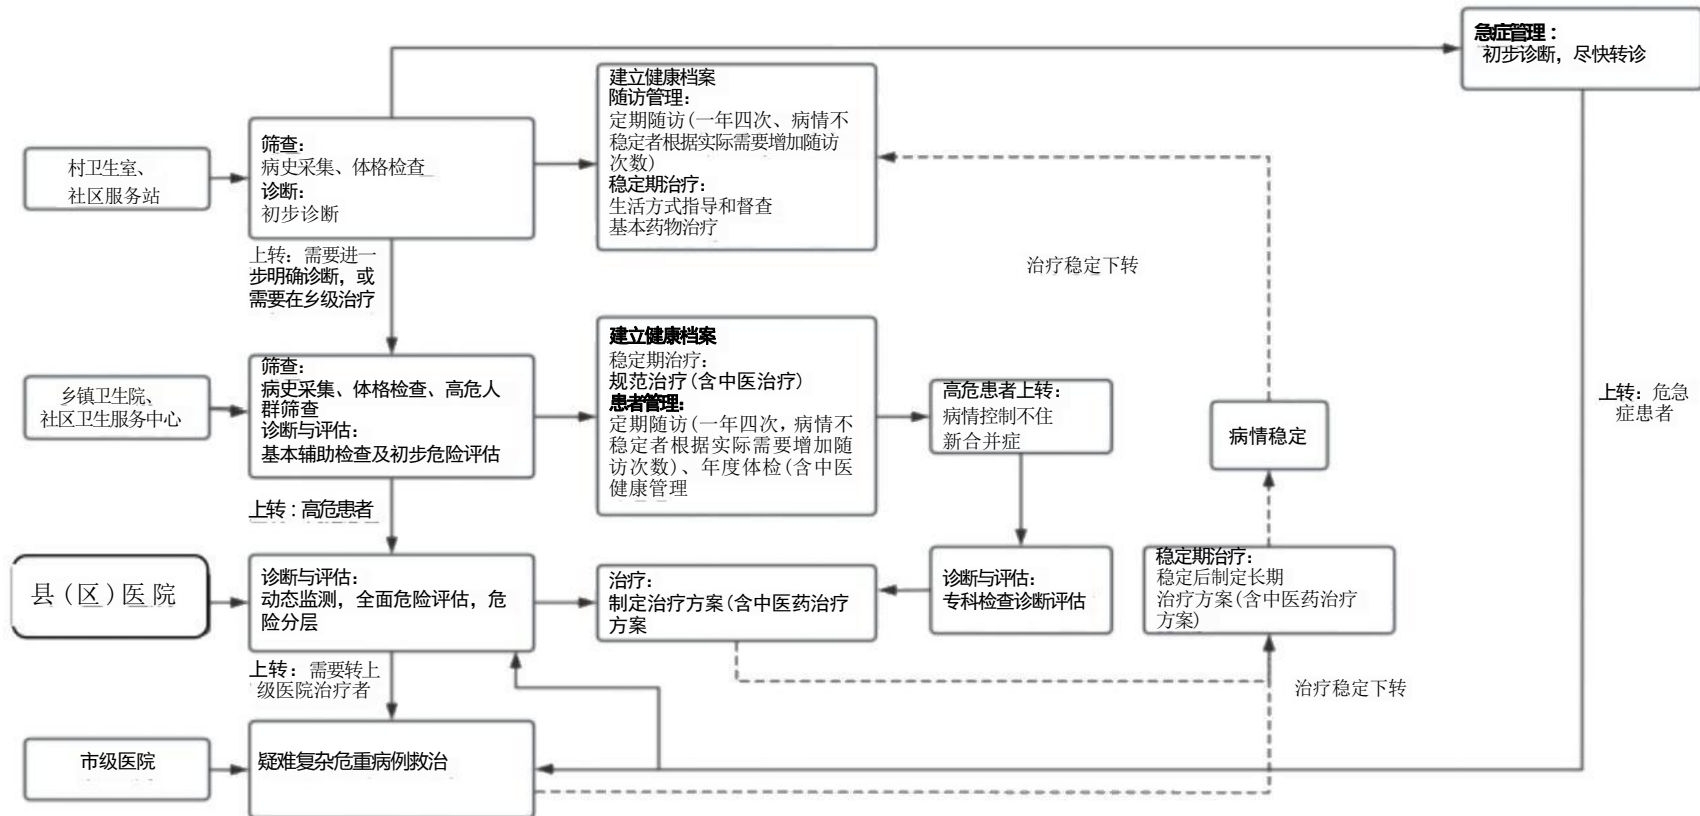 急症管理：
初步诊断，尽快转诊
建立健康档案
随访管理：
定期随访(一年四次、病情不
稳定者根据实际需要增加随访
次数)
稳定期治疗：
生活方式指导和督查
基本药物治疗
村卫生室、
社区服务站
筛查：
病史采集、体格检查
诊断：
初步诊断
上转：需要进一
步明确诊断，或
需要在乡级治疗
治疗稳定下转
乡镇卫生院、
社区卫生服务中心
筛查：
病史采集、体格检查、高危人
群筛查
诊断与评估：
基本辅助检查及初步危险评估
建立健康档案
稳定期治疗：
规范治疗(含中医治疗)
患者管理：
定期随访(一年四次，病情不
稳定者根据实际需要增加随
访次数)、年度体检(含中医
健康管理
高危患者上转：
病情控制不住
新合并症
病情稳定
上转：危急
症患者
上转：高危患者
县(区)医院
诊断与评估：
动态监测，全面危险评估，危
险分层
治疗：
制定治疗方案(含中医药治疗
方案
诊断与评估：
专科检查诊断评估
稳定期治疗：
稳定后制定长期
治疗方案(含中医药治疗
方案)
上转：需要转上
级医院治疗者
治疗稳定下转
市级医院
疑难复杂危重病例救治